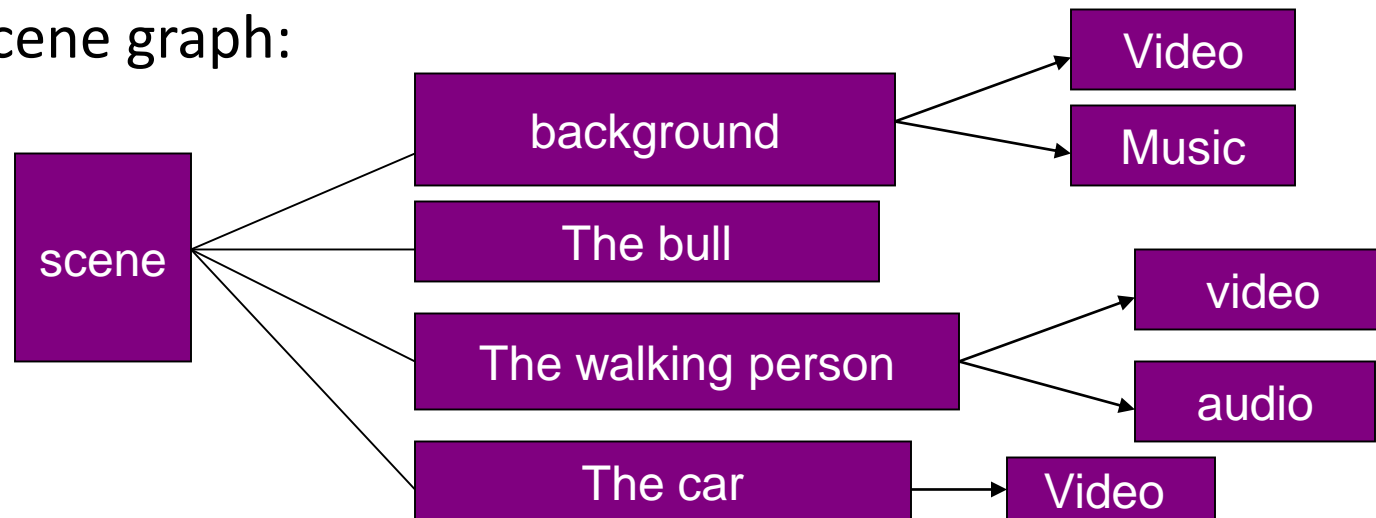 cene graph:
scene
background
Video
Music
The bull
The walking person
video
audio
The car
Video